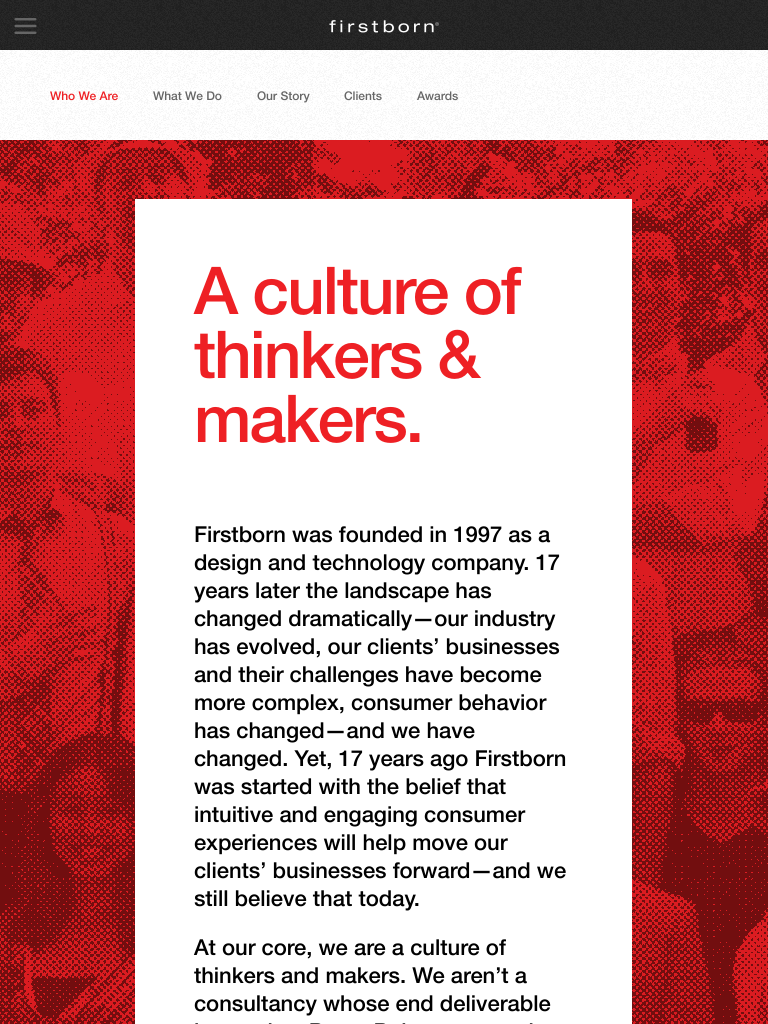 firstborn®
Who We Are What We Do Our Story Clients Awards
A culture of
thinkers &
makers.
Firstborn was founded in 1997 as a
design and technology company. 17
years later the landscape has
changed dramatically—our industry
has evolved, our clients’ businesses
and their challenges have become
more complex, consumer behavior
has changed—and we have
changed. Yet, 17 years ago Firstborn
was started with the belief that
intuitive and engaging consumer
experiences will help move our
clients’ businesses forward—and we
still believe that today.
At our core, we are a culture of
thinkers and makers. We aren’t a
consultancy whose end deliverable